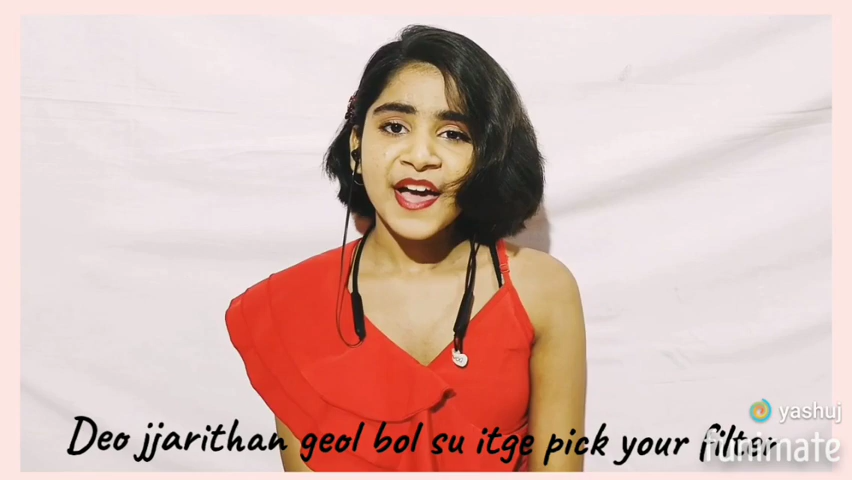 Deo jjarithan geol bol su itge pick your filter
yashuj
funimate